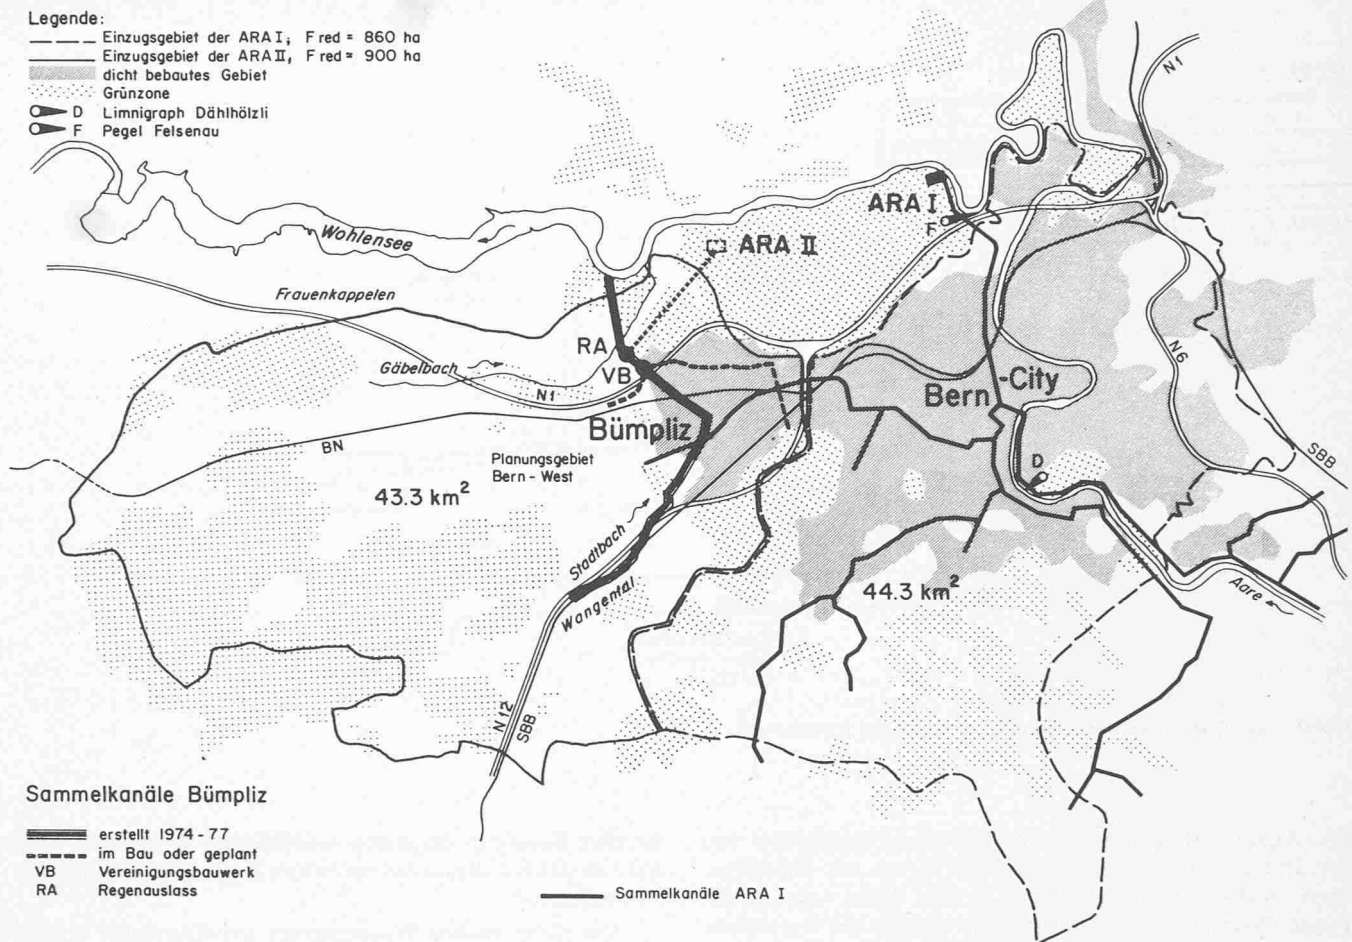 Legende:
Einzugsgebiet der ARA I, F red = 860 ha
Einzugsgebiet der ARA II, F red = 900 ha
dicht bebautes Gebiet
Grünzone
D Limnigraph Dählhölzli
F Pegel Felsenau
N1
ARA I
F
Wohlensee
ARA II
Frauenkappelen
RA
Gäbelbach
VB
N6
N1
Bern-City
Bümpliz
BN
SBB
Planungsgebiet
Bern - West
D
43.3 km²
Stadtbach
Wangental
44.3 km²
Aare
N 12
SBB
Sammelkanäle Bümpliz
erstellt 1974 - 77
im Bau oder geplant
VB Vereinigungsbauwerk
RA Regenauslass
Sammelkanäle ARA I